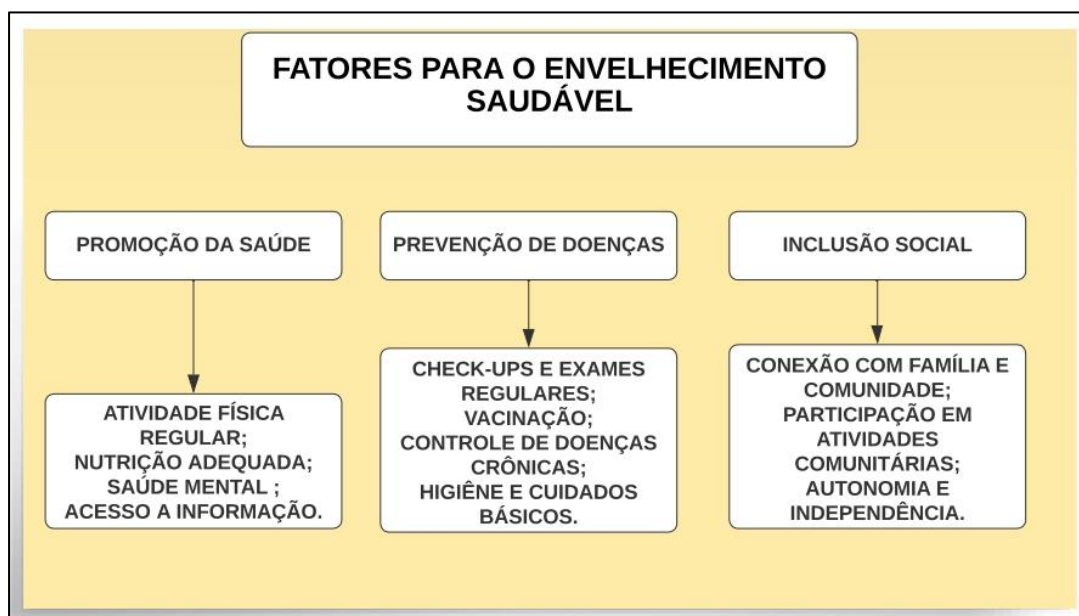 FATORES PARA O ENVELHECIMENTO
SAUDÁVEL
PROMOÇÃO DA SAÚDE
PREVENÇÃO DE DOENÇAS
INCLUSÃO SOCIAL
ATIVIDADE FÍSICA
REGULAR;
NUTRIÇÃO ADEQUADA;
SAÚDE MENTAL ;
ACESSO A INFORMAÇÃO.
CHECK-UPS E EXAMES
REGULARES;
VACINAÇÃO;
CONTROLE DE DOENÇAS
CRÔNICAS;
HIGIÊNE E CUIDADOS
BÁSICOS.
CONEXÃO COM FAMÍLIA E
COMUNIDADE;
PARTICIPAÇÃO EM
ATIVIDADES
COMUNITÁRIAS;
AUTONOMIA E
INDEPENDÊNCIA.